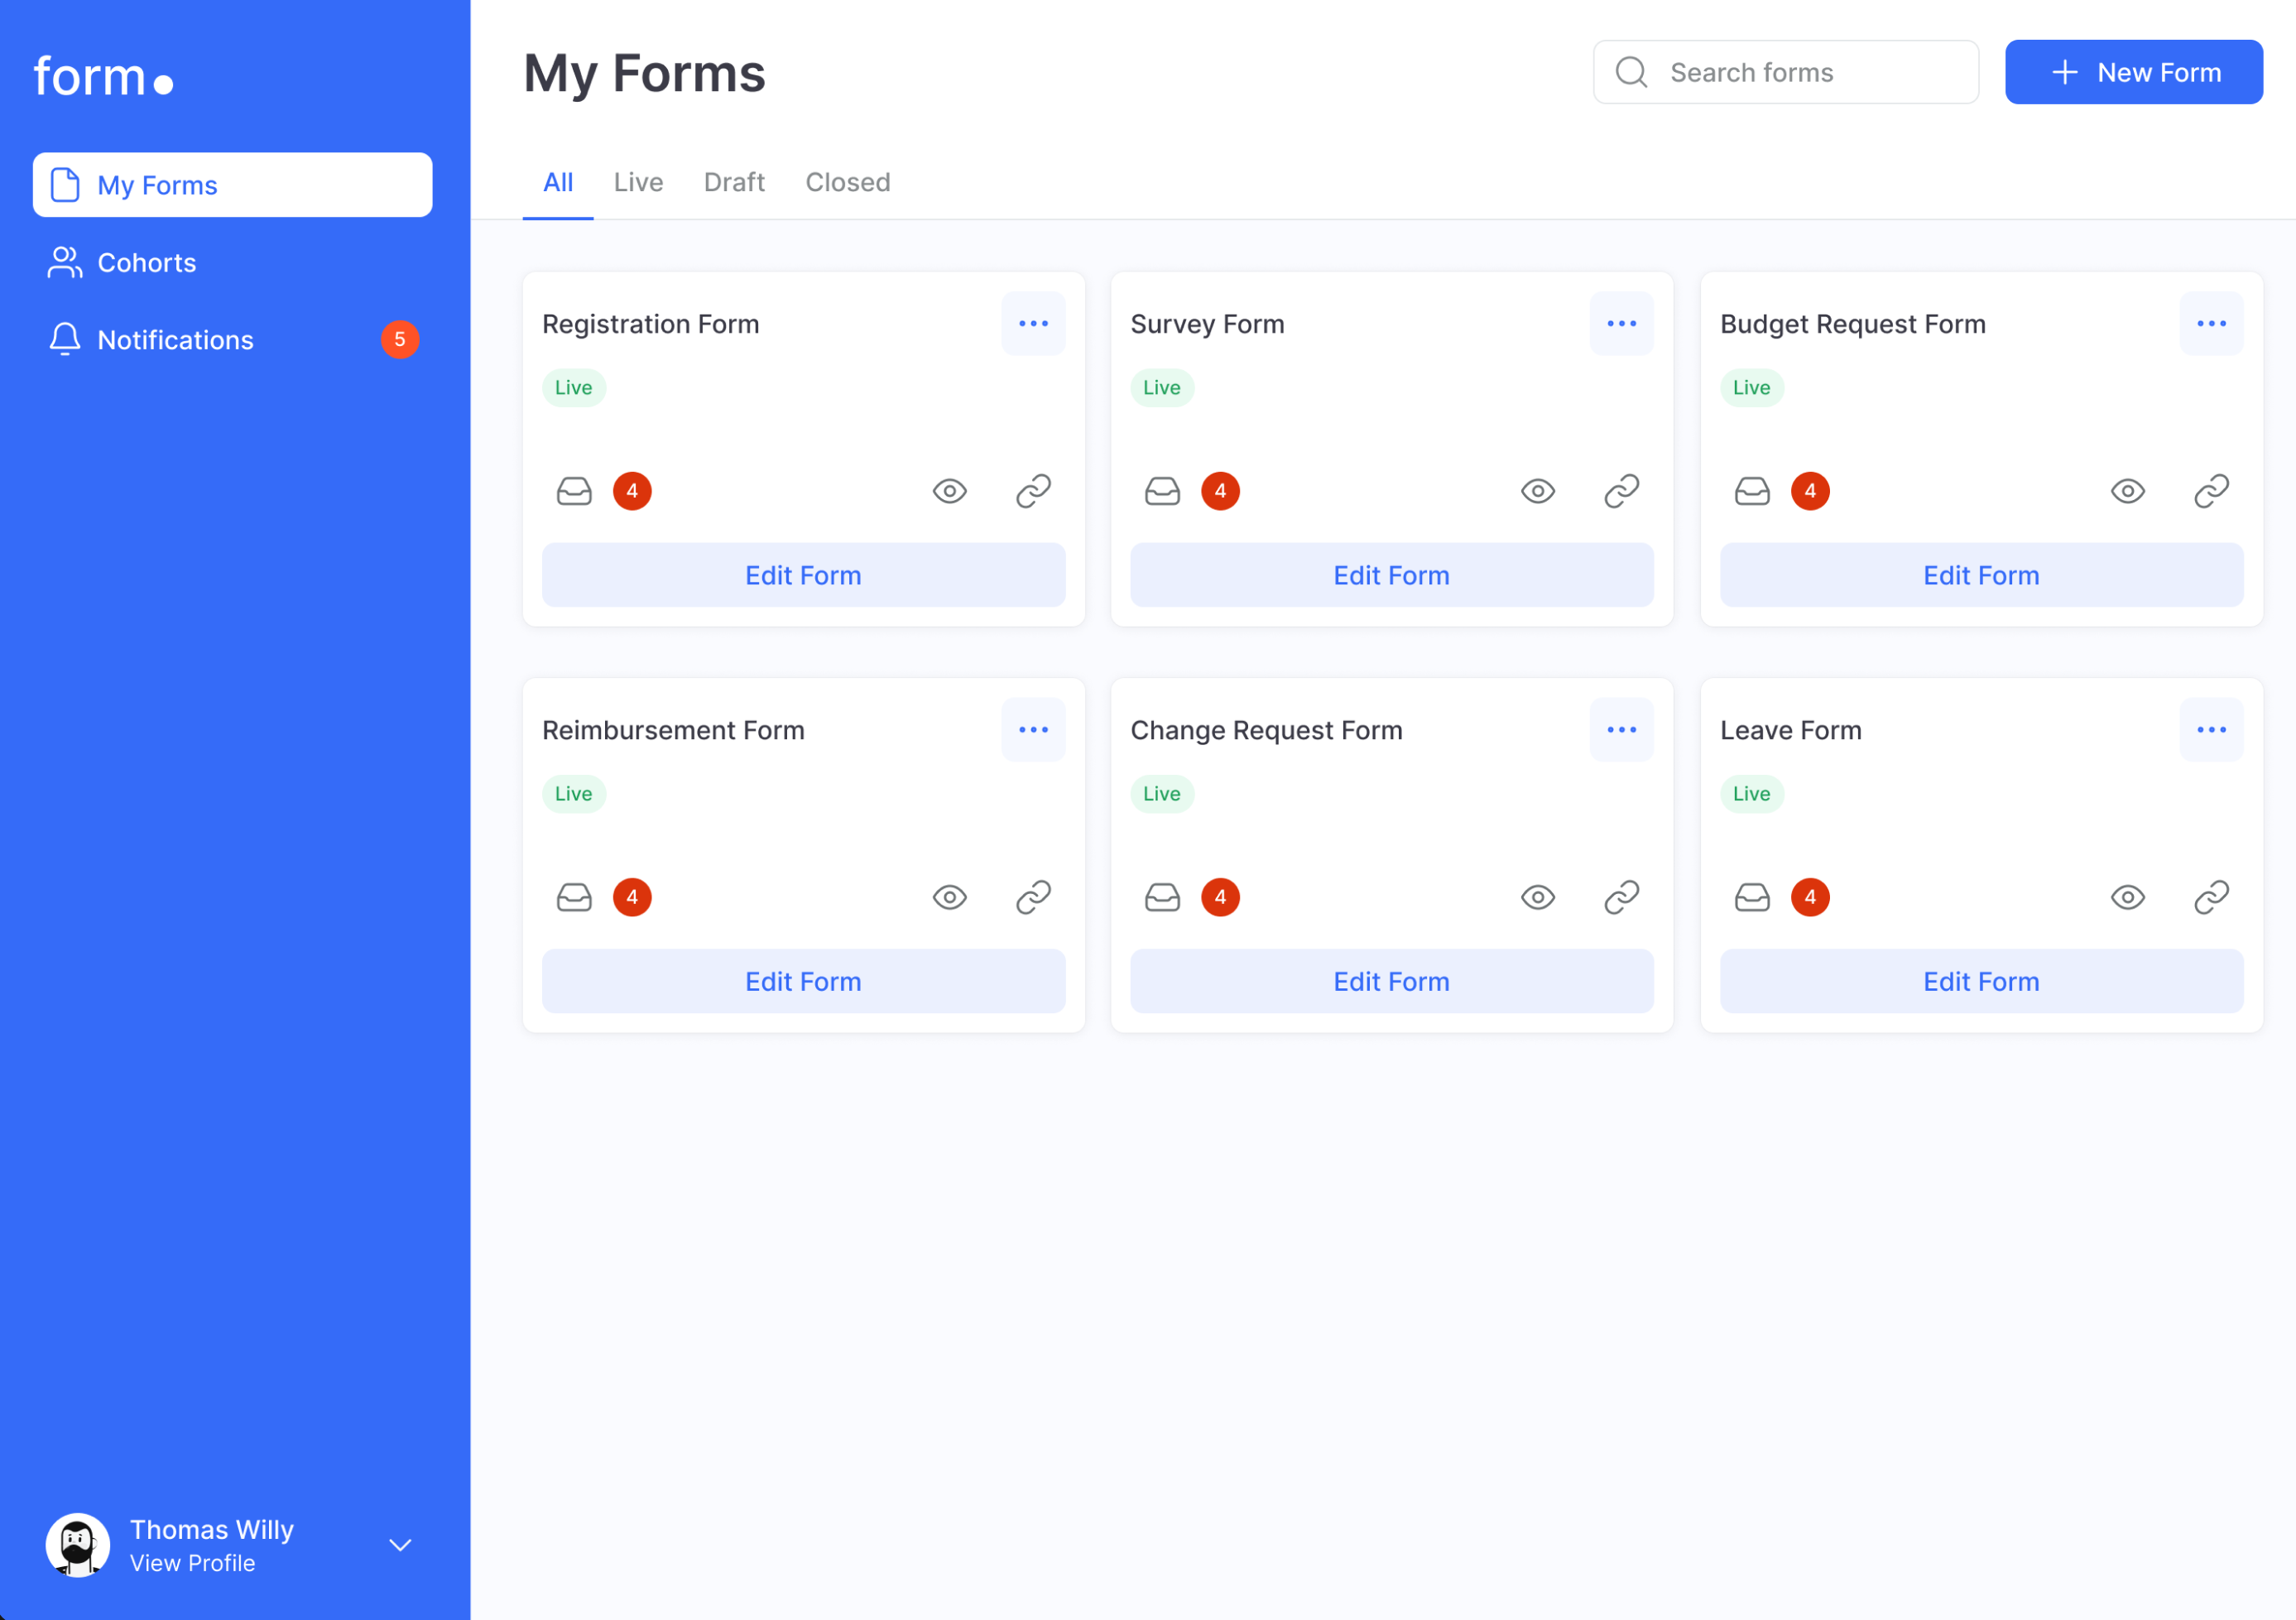 form.
My Forms
Cohorts
Notifications 5
Thomas Willy
View Profile
My Forms
Search forms
New Form
All Live Draft Closed
Registration Form
Live
4
Edit Form
Survey Form
Live
4
Edit Form
Budget Request Form
Live
4
Edit Form
Reimbursement Form
Live
4
Edit Form
Change Request Form
Live
4
Edit Form
Leave Form
Live
4
Edit Form